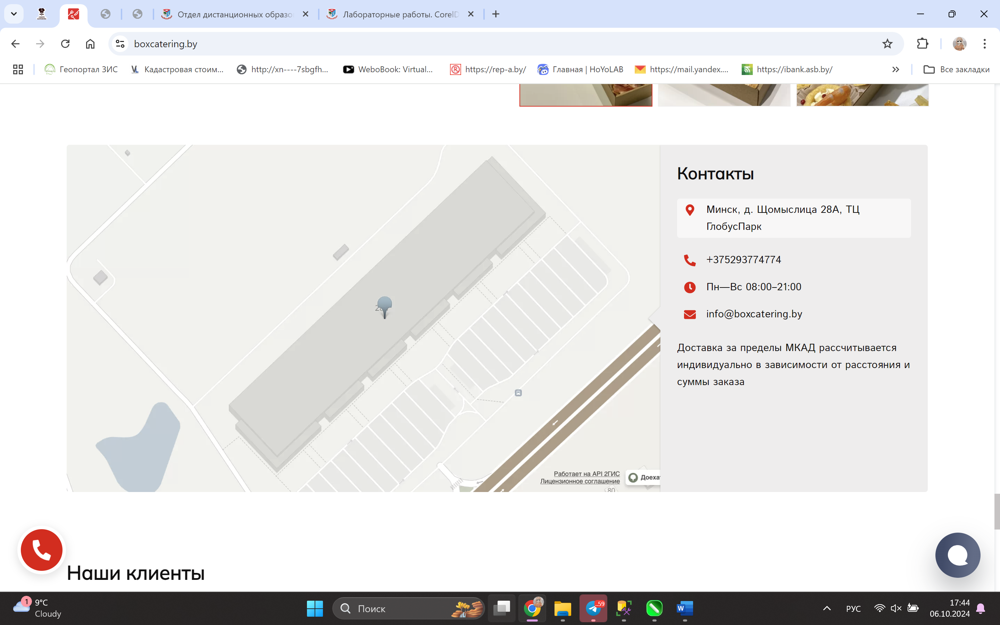 Отдел дистанционных образо
Лабораторные работы. CorelD
boxcatering.by
Геопортал ЗИС
Кадастровая стоим...
http://xn----7sbgfh...
WeboBook: Virtual...
https://rep-a.by/
Главная | HoYoLAB
https://mail.yandex....
https://ibank.asb.by/
Все закладки
Контакты
Минск, д. Щомыслица 28А, ТЦ
ГлобусПарк
+375293774774
Пн—Вс 08:00–21:00
info@boxcatering.by
Доставка за пределы МКАД рассчитывается
индивидуально в зависимости от расстояния и
суммы заказа
Работает на API 2ГИС
Лицензионное соглашение
Доеха
80
Наши клиенты
1
9°C
Cloudy
Поиск
..59
W
РУС
17:44
06.10.2024